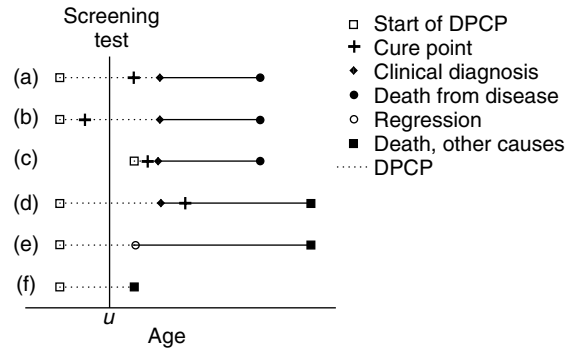 Screening
test
Start of DPCP
Cure point
Clinical diagnosis
Death from disease
Regression
Death, other causes
DPCP
(a)
(b)
(c)
(d)
(e)
(f)
u
Age